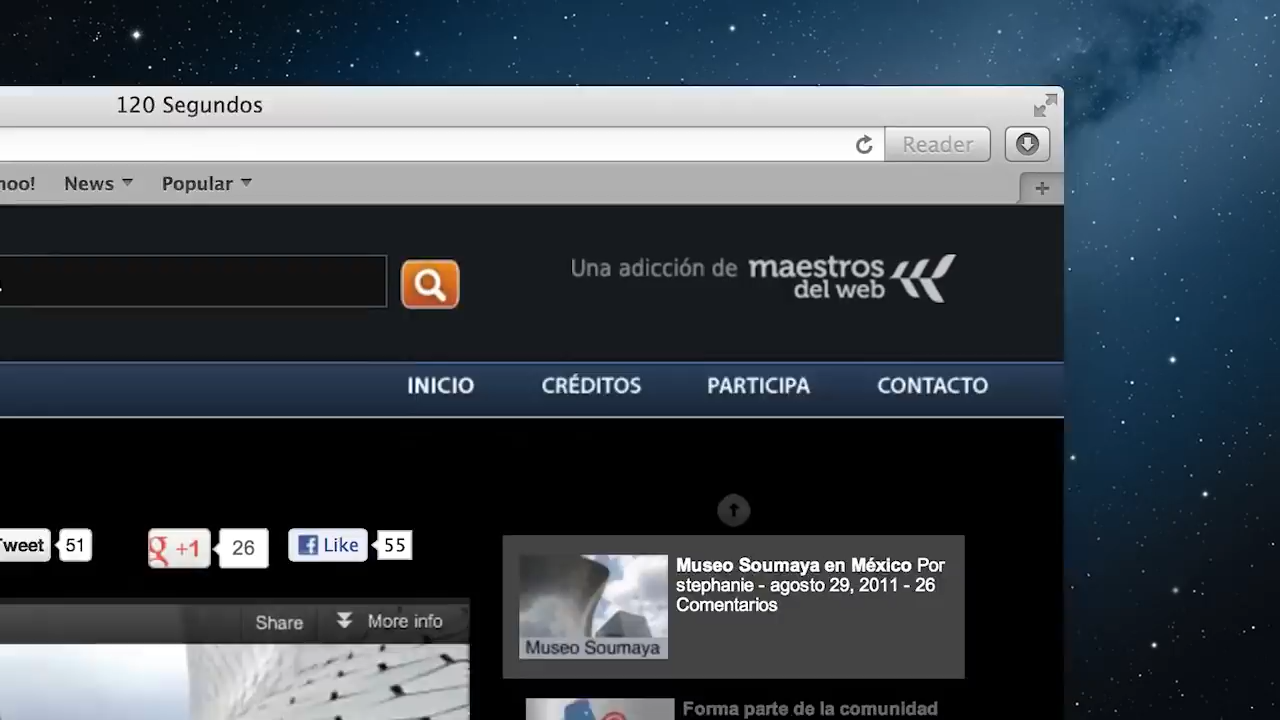 120 Segundos
Reader
News
Popular
Una adicción de maestros
del web
INICIO CRÉDITOS PARTICIPA CONTACTO
Tweet 51 +1 26 Like 55
Share More info
Museo Soumaya en México Por
stephanie - agosto 29, 2011 - 26
Comentarios
Museo Soumaya
Forma parte de la comunidad